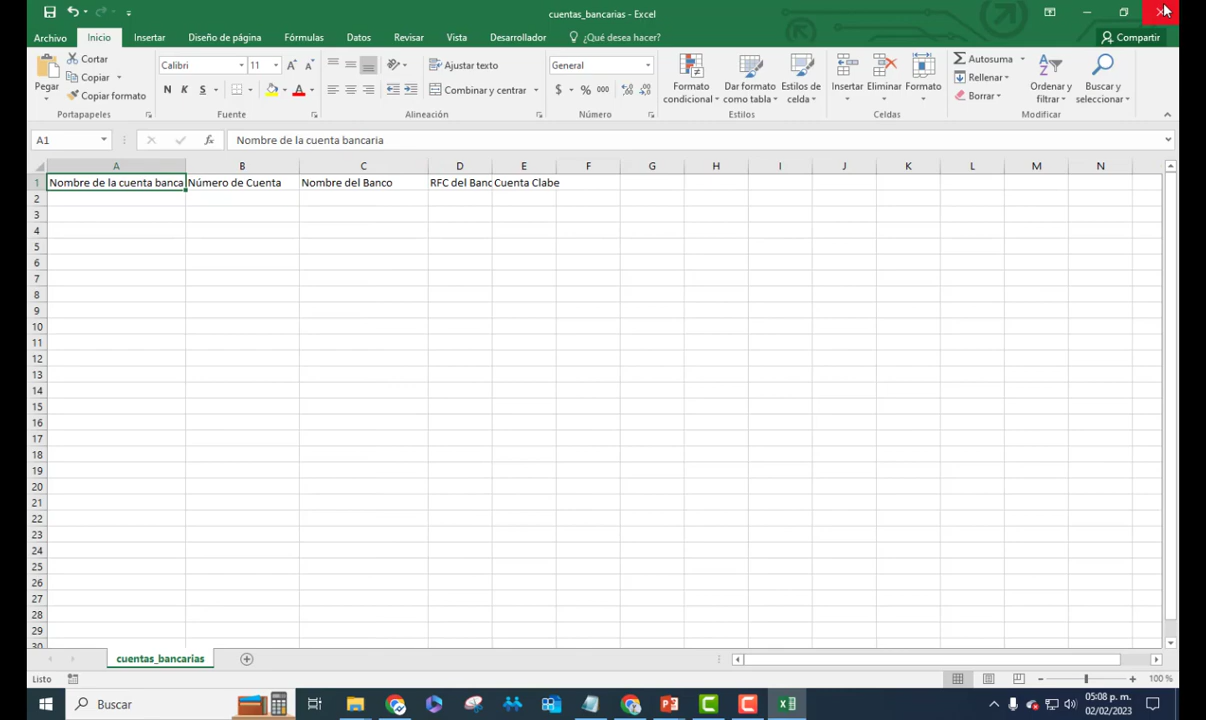 cuentas_bancarias - Excel
Archivo Inicio Insertar Diseño de página Fórmulas Datos Revisar Vista Desarrollador ¿Qué desea hacer? Compartir
Pegar
Cortar
Copiar
Copiar formato
Portapapeles
Calibri 11
N K S
Fuente
Ajustar texto
Combinar y centrar
Alineación
General
$ % 000
Número
Formato condicional
Dar formato como tabla
Estilos de celda
Estilos
Insertar
Eliminar
Formato
Celdas
Autosuma
Rellenar
Borrar
Ordenar y filtrar
Buscar y seleccionar
Modificar
A1 fx Nombre de la cuenta bancaria
A B C D E F G H I J K L M N
1 Nombre de la cuenta banca Número de Cuenta Nombre del Banco RFC del Banc Cuenta Clabe
2
3
4
5
6
7
8
9
10
11
12
13
14
15
16
17
18
19
20
21
22
23
24
25
26
27
28
29
30
cuentas_bancarias
Listo 100 %
Buscar
05:08 p. m.
02/02/2023